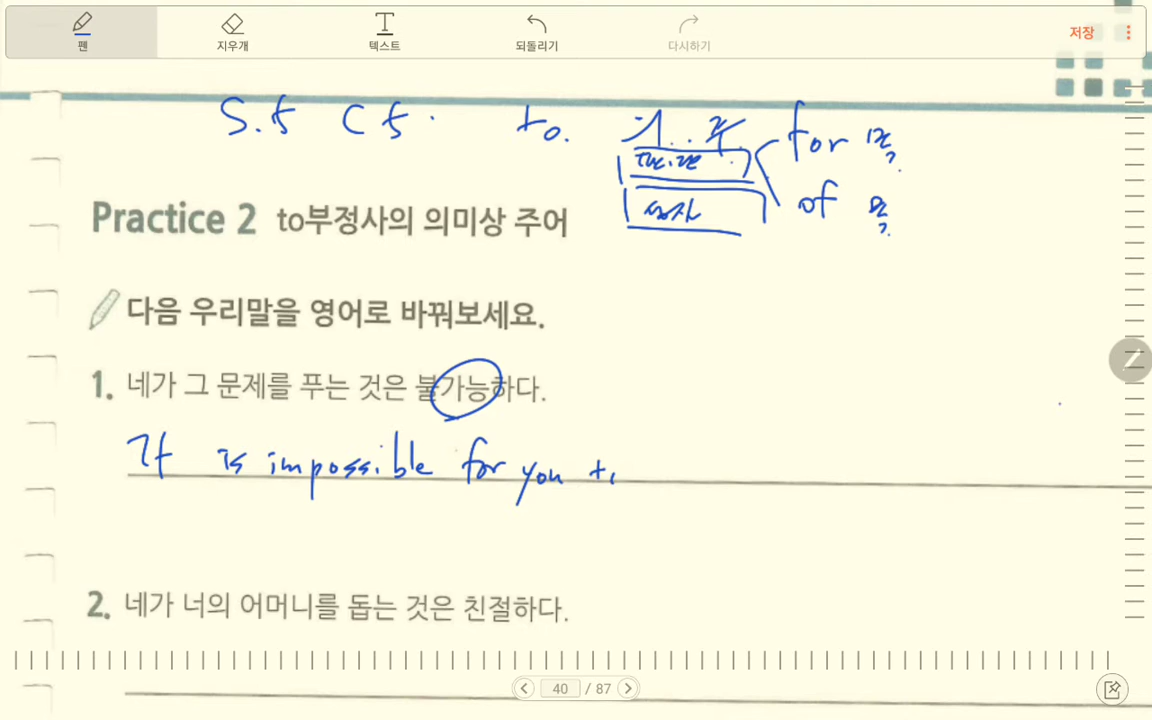 펜 지우개 텍스트 되돌리기 다시하기 저장
to. for
of
Practice 2 to부정사의 의미상 주어
다음 우리말을 영어로 바꿔보세요.
1. 네가 그 문제를 푸는 것은 불가능하다.
It is impossible for you to
2. 네가 너의 어머니를 돕는 것은 친절하다.
40 / 87